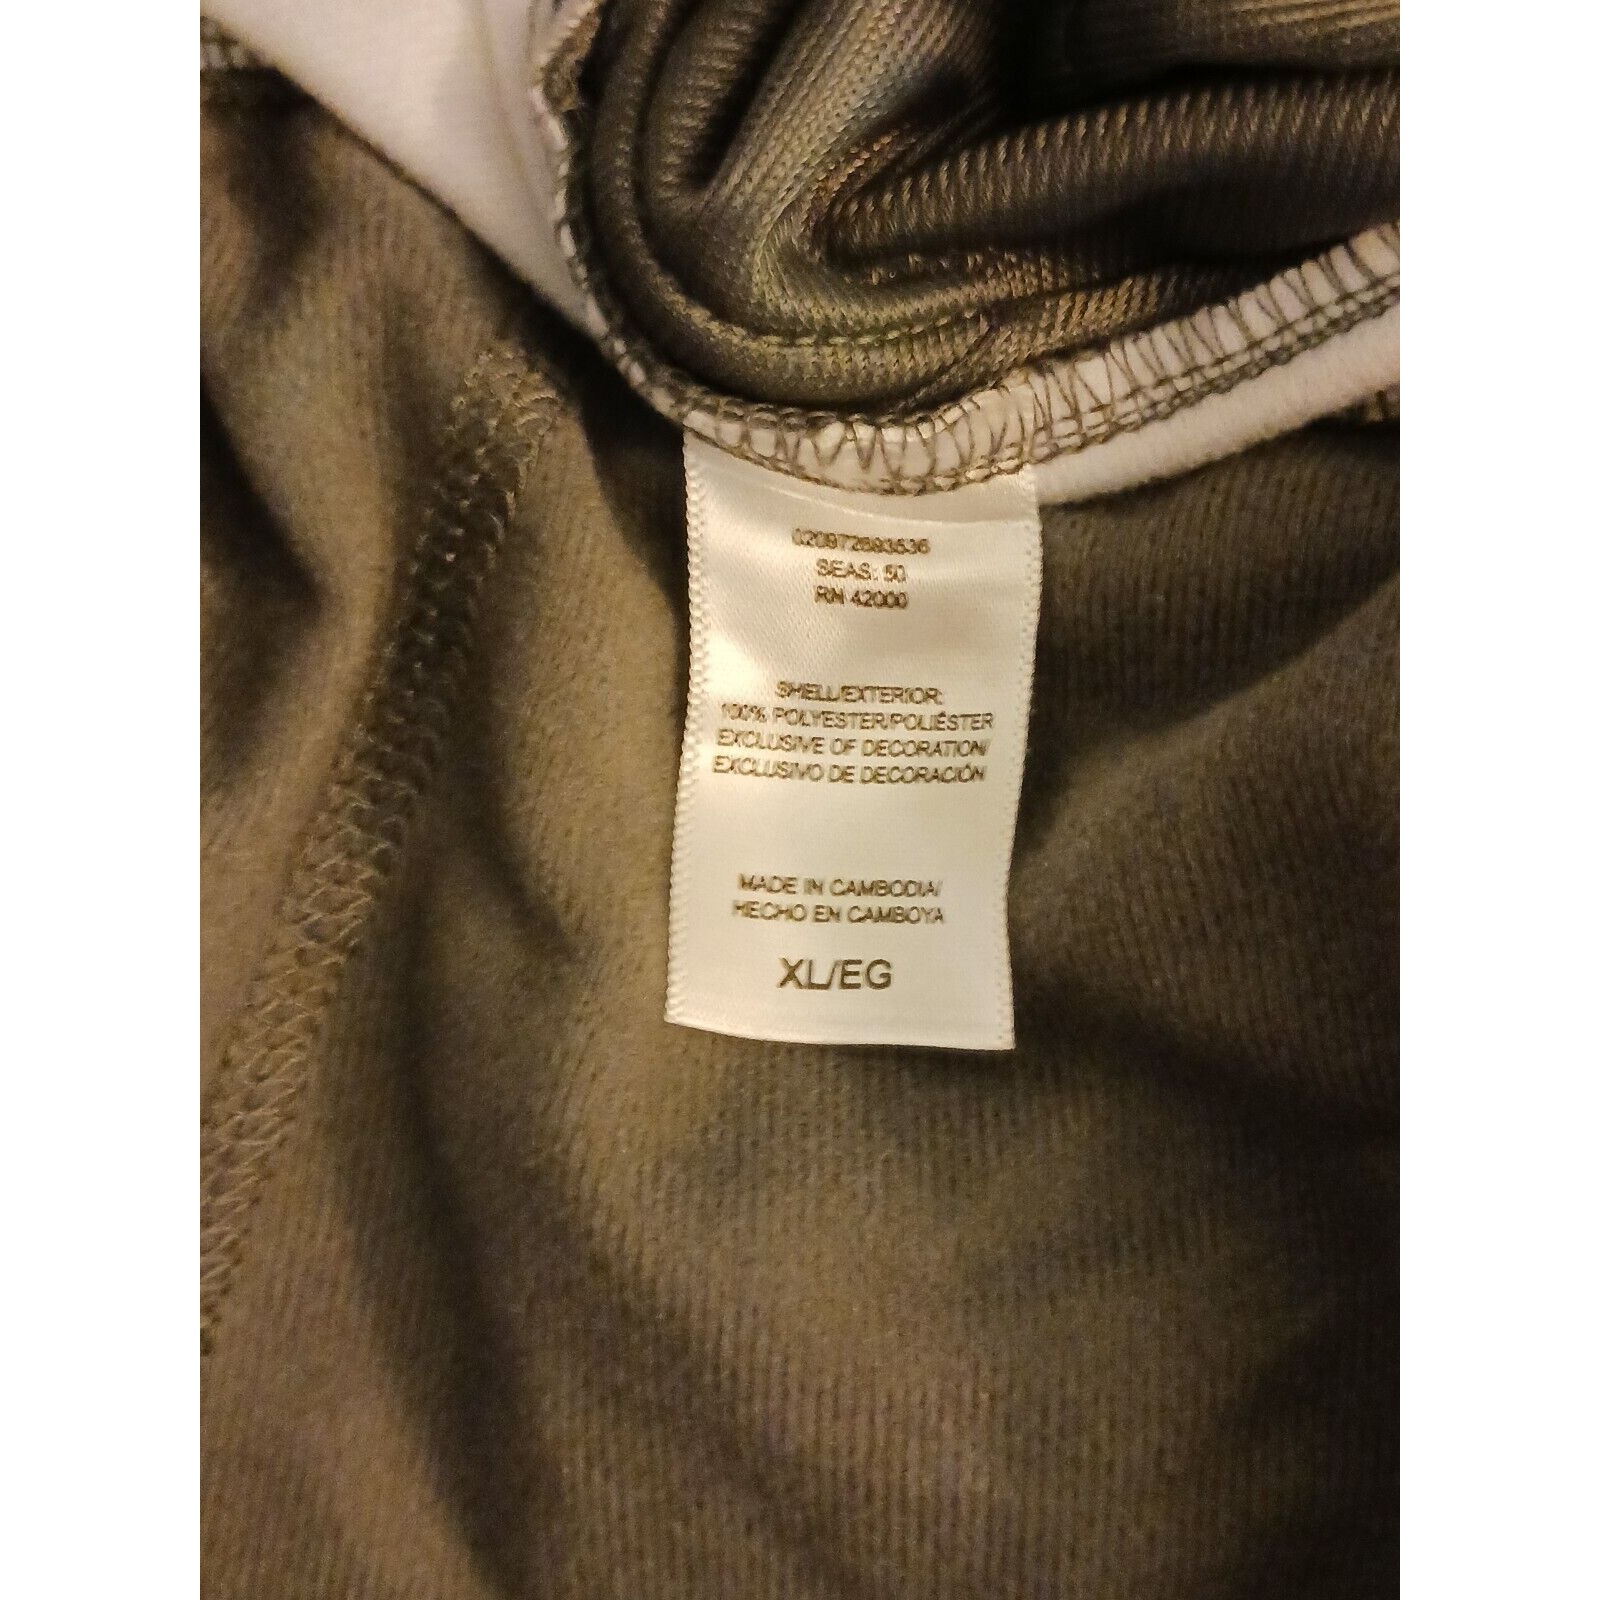 020972693536
SEAS: 50
RN 42000
SHELL/EXTERIOR:
100% POLYESTER/POLIÉSTER
EXCLUSIVE OF DECORATION/
EXCLUSIVO DE DECORACIÓN
MADE IN CAMBODIA/
HECHO EN CAMBOYA
XL/EG